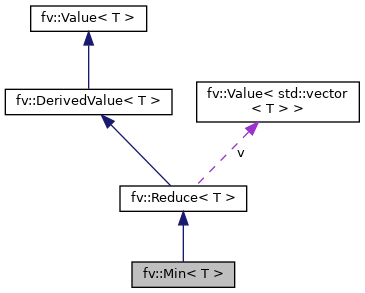 fv::Value< T >
fv::DerivedValue< T >
fv::Value< std::vector
< T > >
v
fv::Reduce< T >
fv::Min< T >